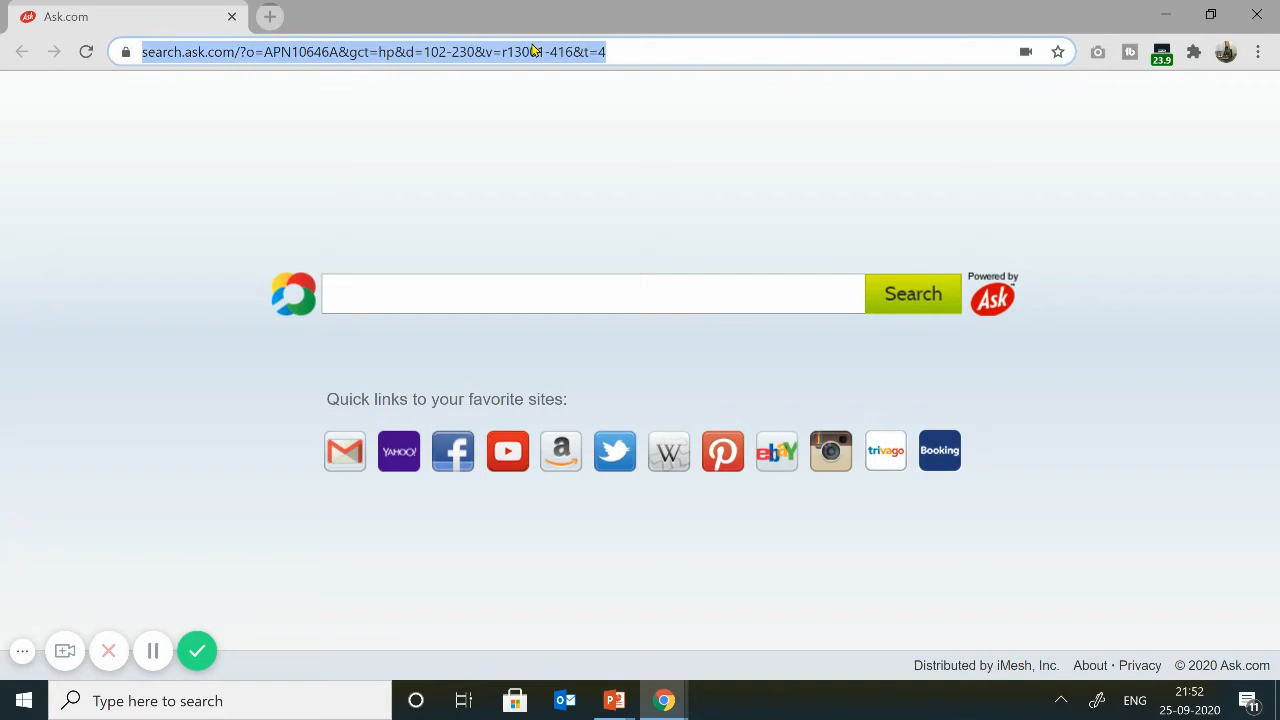 Ask.com
search.ask.com/?o=APN10646A&gct=hp&d=102-230&v=r130 -416&t=4
23.9
Search
Powered by
Ask
Quick links to your favorite sites:
YAHOO!
a
W
ebay
trivago
Booking
Distributed by iMesh, Inc. About · Privacy © 2020 Ask.com
Type here to search
ENG
21:52
25-09-2020
11